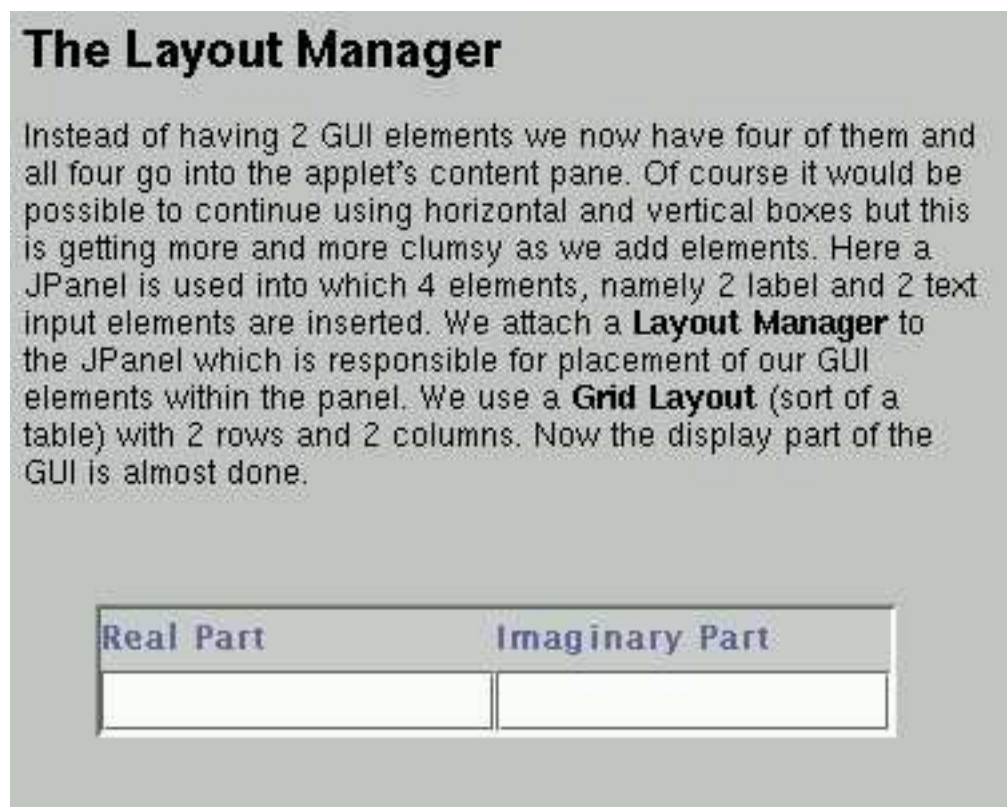 The Layout Manager
Instead of having 2 GUI elements we now have four of them and
all four go into the applet's content pane. Of course it would be
possible to continue using horizontal and vertical boxes but this
is getting more and more clumsy as we add elements. Here a
JPanel is used into which 4 elements, namely 2 label and 2 text
input elements are inserted. We attach a Layout Manager to
the JPanel which is responsible for placement of our GUI
elements within the panel. We use a Grid Layout (sort of a
table) with 2 rows and 2 columns. Now the display part of the
GUI is almost done.
Real Part Imaginary Part